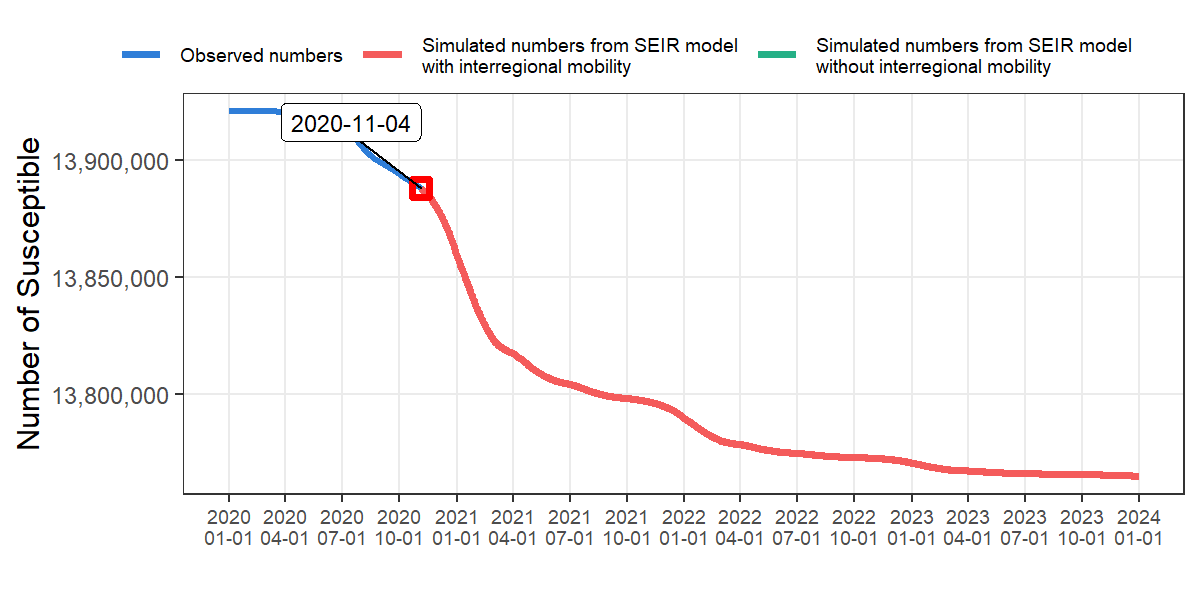 Observed numbers
Simulated numbers from SEIR model
with interregional mobility
Simulated numbers from SEIR model
without interregional mobility
2020-11-04
Number of Susceptible
13,900,000
13,850,000
13,800,000
2020 2020 2020 2020 2021 2021 2021 2021 2022 2022 2022 2022 2023 2023 2023 2023 2024
01-01 04-01 07-01 10-01 01-01 04-01 07-01 10-01 01-01 04-01 07-01 10-01 01-01 04-01 07-01 10-01 01-01